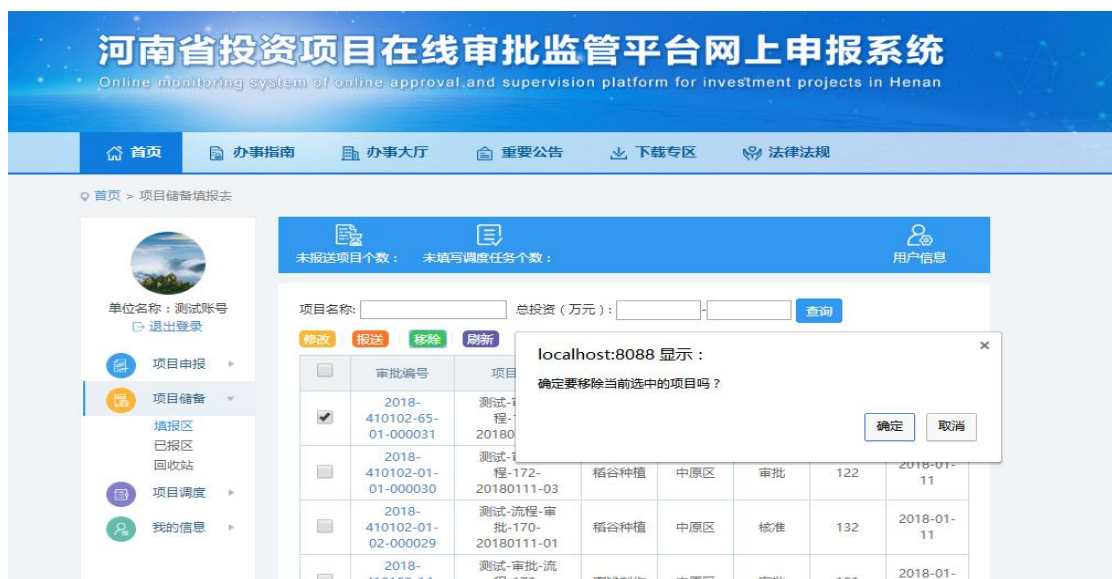 河南省投资项目在线审批监管平台网上申报系统
Online monitoring system of online approval and supervision platform for investment projects in Henan
首页 办事指南 办事大厅 重要公告 下载专区 法律法规
首页 > 项目储备填报去
未报送项目个数： 未填写调度任务个数： 用户信息
单位名称：测试账号
退出登录
项目申报
项目储备
填报区
已报区
回收站
项目调度
我的信息
项目名称: 总投资（万元）: - 查询
修改 报送 移除 刷新
localhost:8088 显示： ×
确定要移除当前选中的项目吗？
确定 取消
审批编号 项目
2018-
410102-65-
01-000031
2018-
410102-01-
01-000030
程-172-
20180111-03
稻谷种植 中原区 审批 122
2018-01-
11
2018-
410102-01-
02-000029
测试-流程-审
批-170-
20180111-01
稻谷种植 中原区 核准 132
2018-01-
11
2018-
测试-审批-流
2018-01-